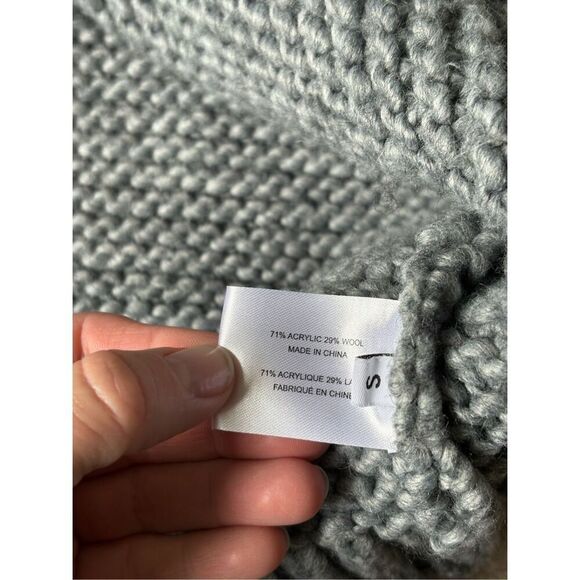 71% ACRYLIC 29% WOOL
MADE IN CHINA
71% ACRYLIQUE 29%
FABRIQUÉ EN CHINE
S